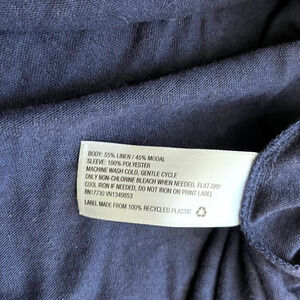 BODY: 55% LINEN / 45% MODAL
SLEEVE: 100% POLYESTER
MACHINE WASH COLD, GENTLE CYCLE
ONLY NON-CHLORINE BLEACH WHEN NEEDED, FLAT DRY
COOL IRON IF NEEDED, DO NOT IRON ON PRINT LABEL
RN17730 VN1340853
LABEL MADE FROM 100% RECYCLED PLASTIC